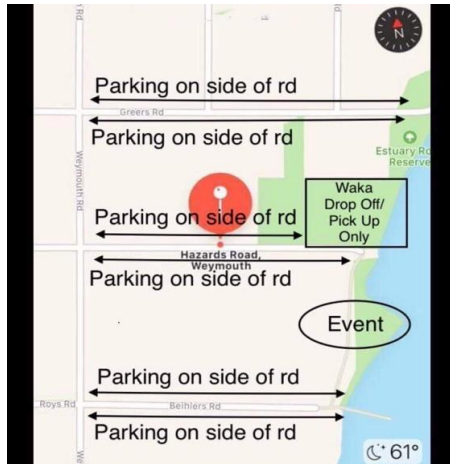 Rd
N
Parking on side of rd
Greers Rd
Parking on side of rd
Weymouth Rd
Estuary Rd
Reserve
Waka
Drop Off/
Pick Up
Only
Parking on side of rd
Hazards Road,
Weymouth
Parking on side of rd
Event
Parking on side of rd
Roys Rd
Beihlers Rd
Parking on side of rd
We
61°